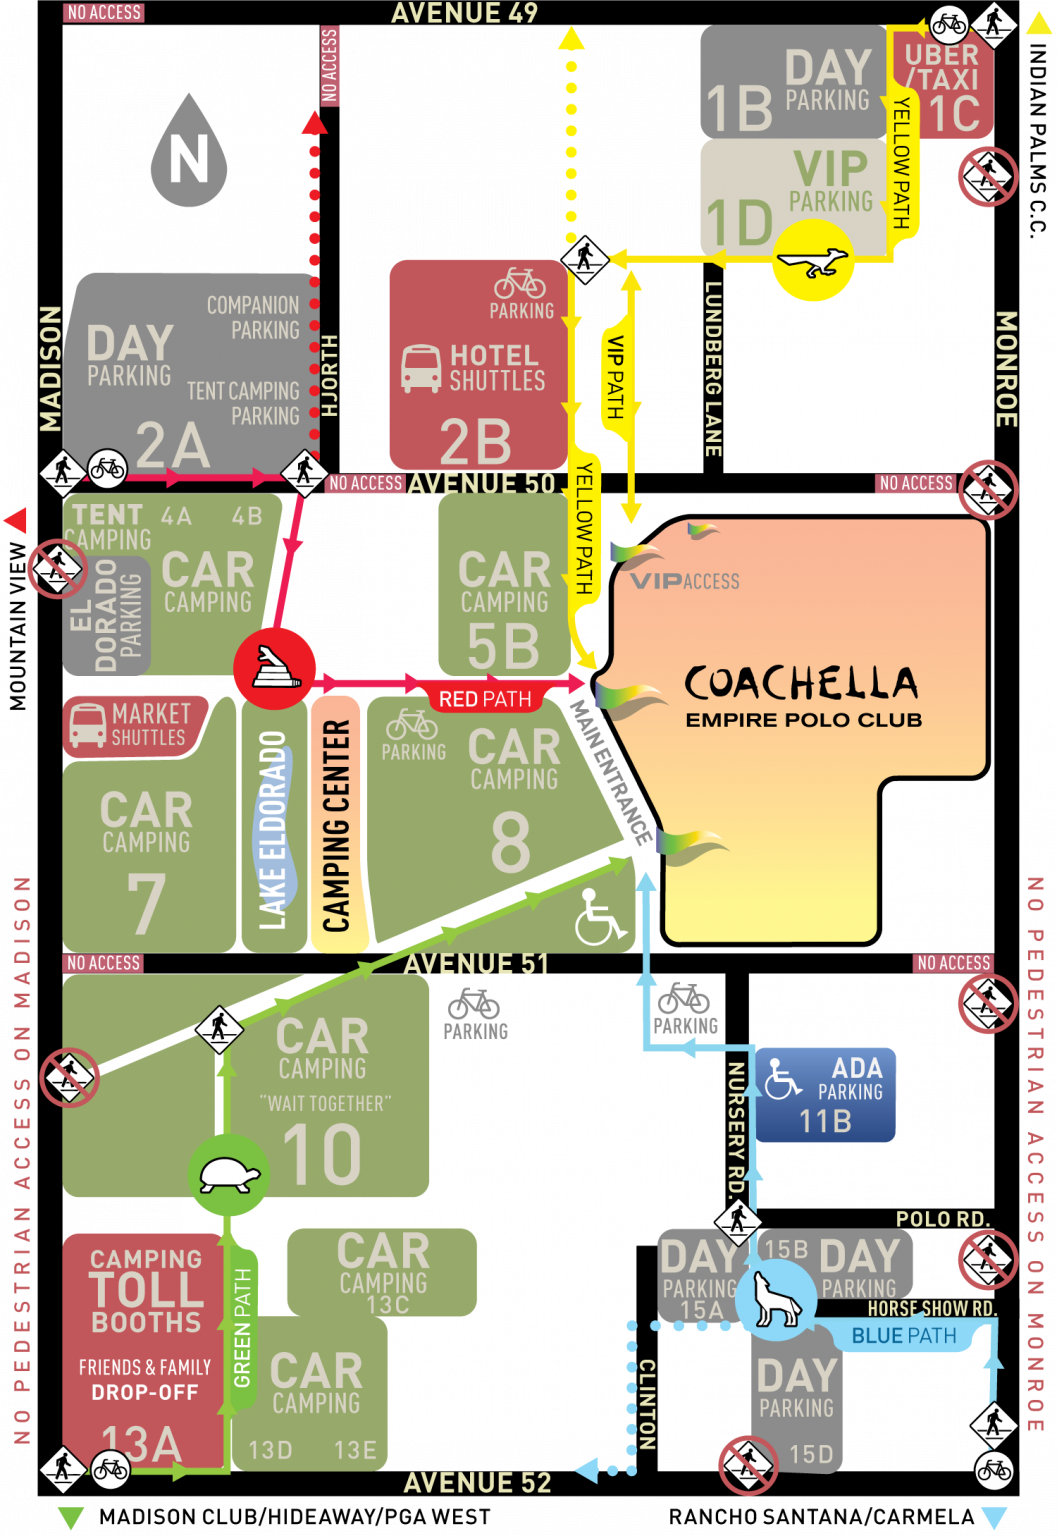 NO ACCESS
AVENUE 49
NO ACCESS
INDIAN PALMS C.C.
DAY
PARKING
1B
UBER
/TAXI
1C
YELLOW PATH
VIP
PARKING
1D
N
COMPANION
PARKING
DAY
PARKING
TENT CAMPING
PARKING
2A
MADISON
HJORTH
PARKING
HOTEL
SHUTTLES
2B
VIP PATH
LUNDBERG LANE
MONROE
NO ACCESS
AVENUE 50
NO ACCESS
YELLOW PATH
MOUNTAIN VIEW
TENT
CAMPING
4A
4B
CAR
CAMPING
EL
DORADO
PARKING
CAR
CAMPING
5B
VIP ACCESS
COACHELLA
EMPIRE POLO CLUB
RED PATH
MAIN ENTRANCE
MARKET
SHUTTLES
CAR
CAMPING
7
LAKE ELDORADO
CAMPING CENTER
PARKING
CAR
CAMPING
8
NO PEDESTRIAN ACCESS ON MADISON
NO PEDESTRIAN ACCESS ON MONROE
NO ACCESS
AVENUE 51
NO ACCESS
CAR
CAMPING
"WAIT TOGETHER"
10
PARKING
PARKING
NURSERY RD.
ADA
PARKING
11B
POLO RD.
CAMPING
TOLL
BOOTHS
FRIENDS & FAMILY
DROP-OFF
13A
GREEN PATH
CAR
CAMPING
13C
CAR
CAMPING
13D
13E
DAY
PARKING
15A
15B
DAY
PARKING
HORSE SHOW RD.
BLUE PATH
CLINTON
DAY
PARKING
15D
AVENUE 52
MADISON CLUB/HIDEAWAY/PGA WEST
RANCHO SANTANA/CARMELA